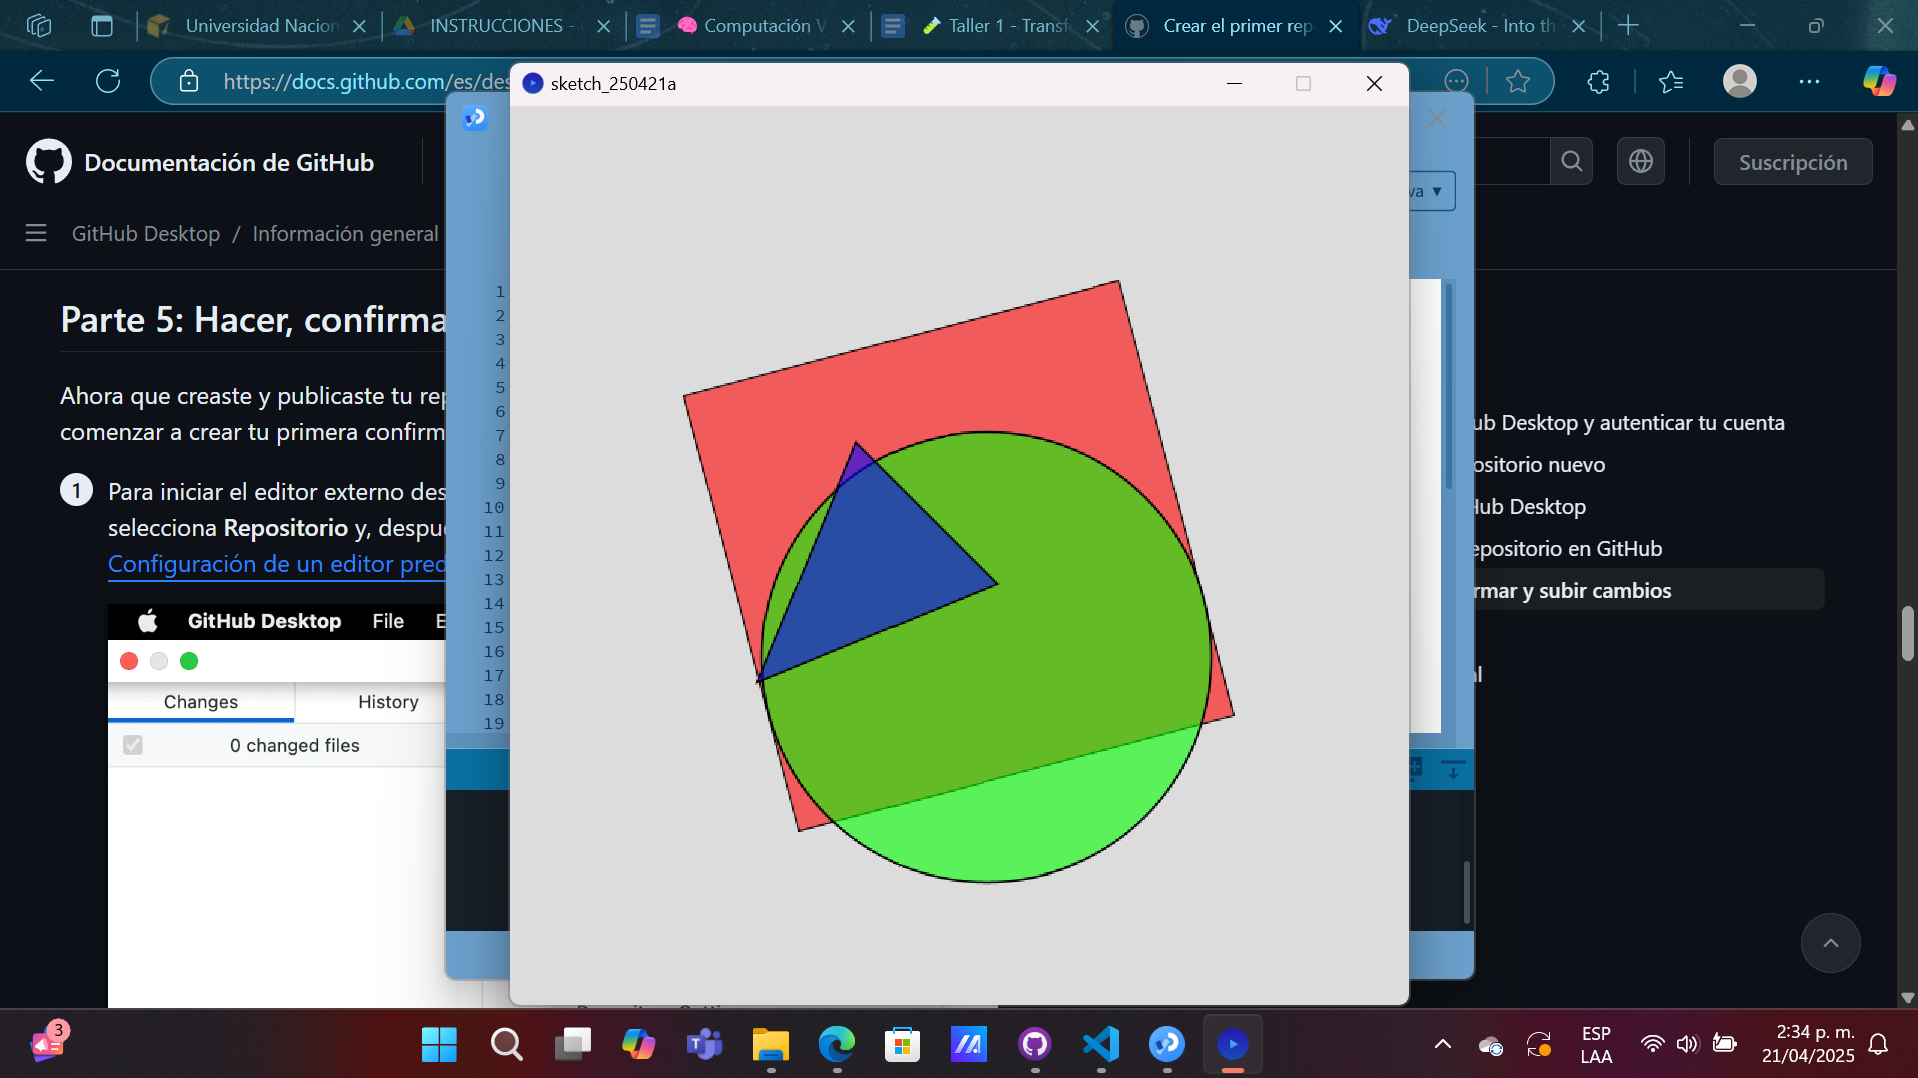 Universidad Nacion
INSTRUCCIONES -
Computación V
Taller 1 - Transf
Crear el primer rep
DeepSeek - Into th
https://docs.github.com/es/des
sketch_250421a
Documentación de GitHub
Suscripción
va
GitHub Desktop / Información general
1
2
3
4
5
6
7
8
9
10
11
12
13
14
15
16
17
18
19
Parte 5: Hacer, confirma
Ahora que creaste y publicaste tu rep
comenzar a crear tu primera confirm
1 Para iniciar el editor externo des
selecciona Repositorio y, despu
Configuración de un editor pred
GitHub Desktop File E
Changes History
0 changed files
ub Desktop y autenticar tu cuenta
ositorio nuevo
Hub Desktop
epositorio en GitHub
rmar y subir cambios
al
3
ESP
LAA
2:34 p. m.
21/04/2025